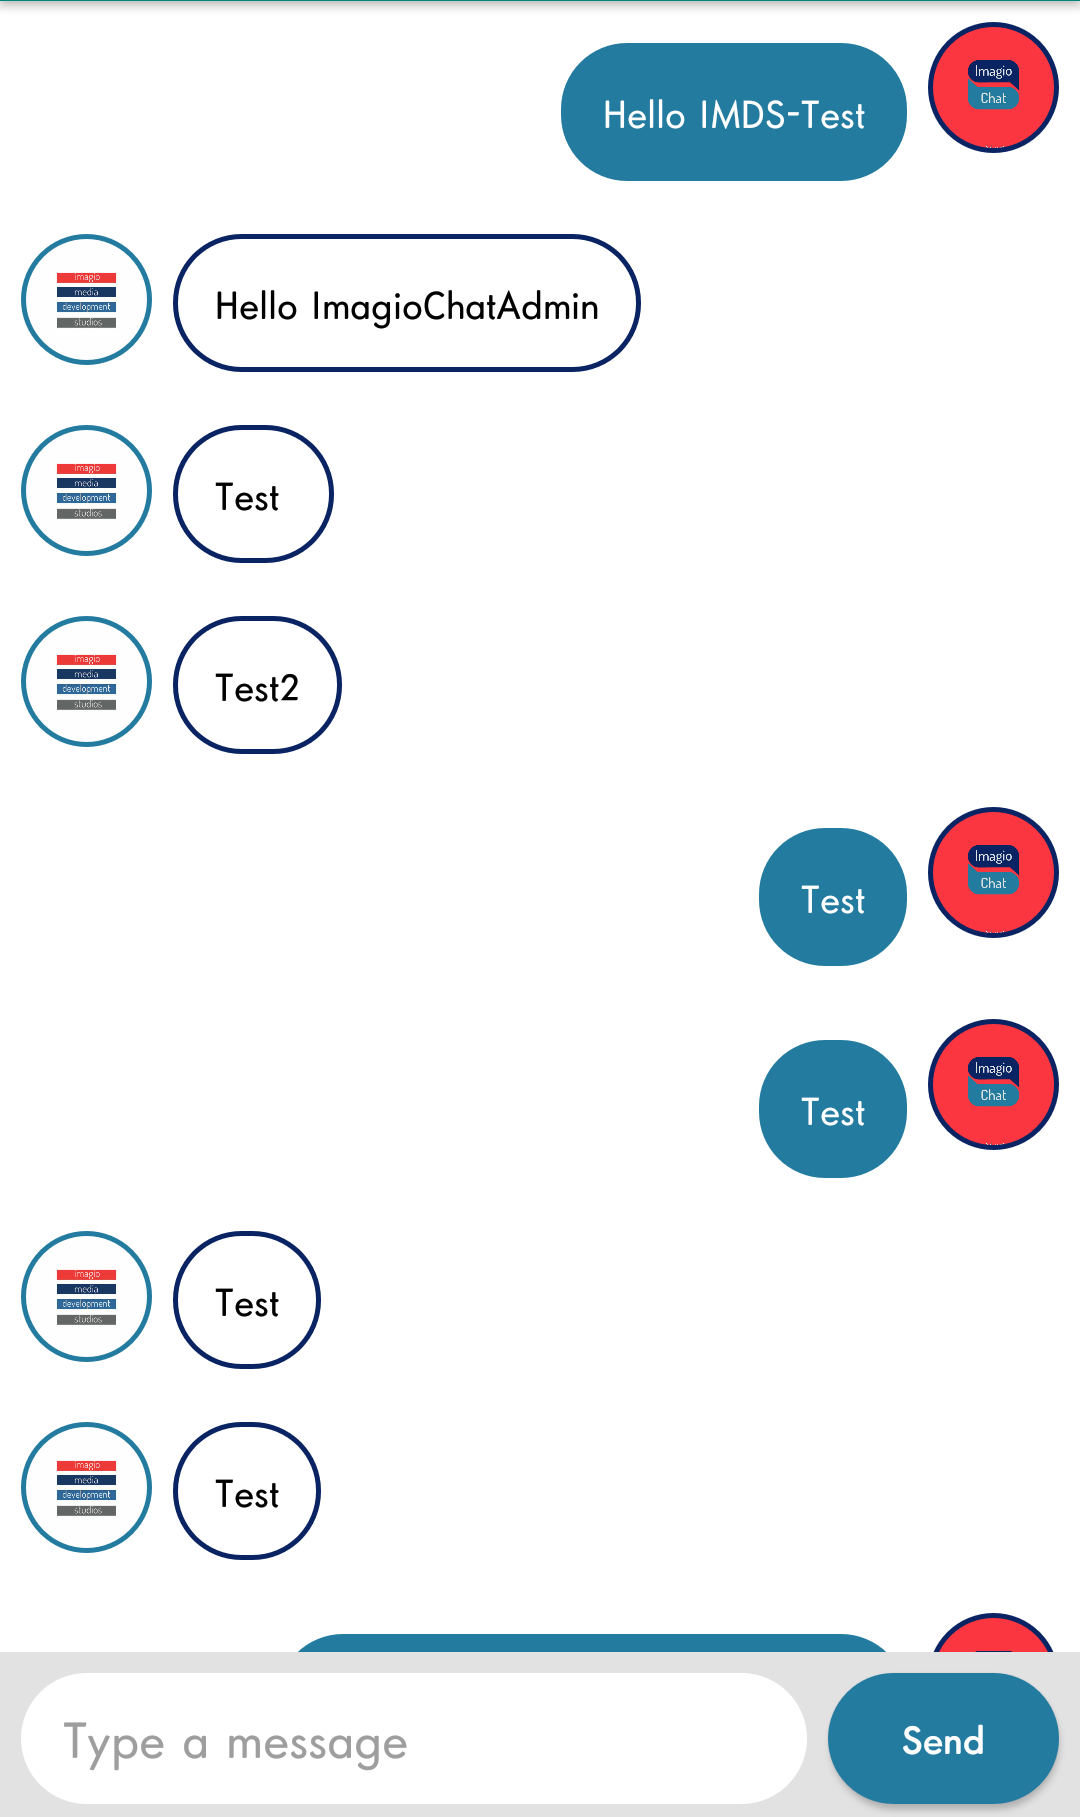 Hello IMDS-Test
Imagio
Chat
imagio
media
development
studios
Hello ImagioChatAdmin
imagio
media
development
studios
Test
imagio
media
development
studios
Test2
Test
Imagio
Chat
Test
Imagio
Chat
imagio
media
development
studios
Test
imagio
media
development
studios
Test
Type a message
Send